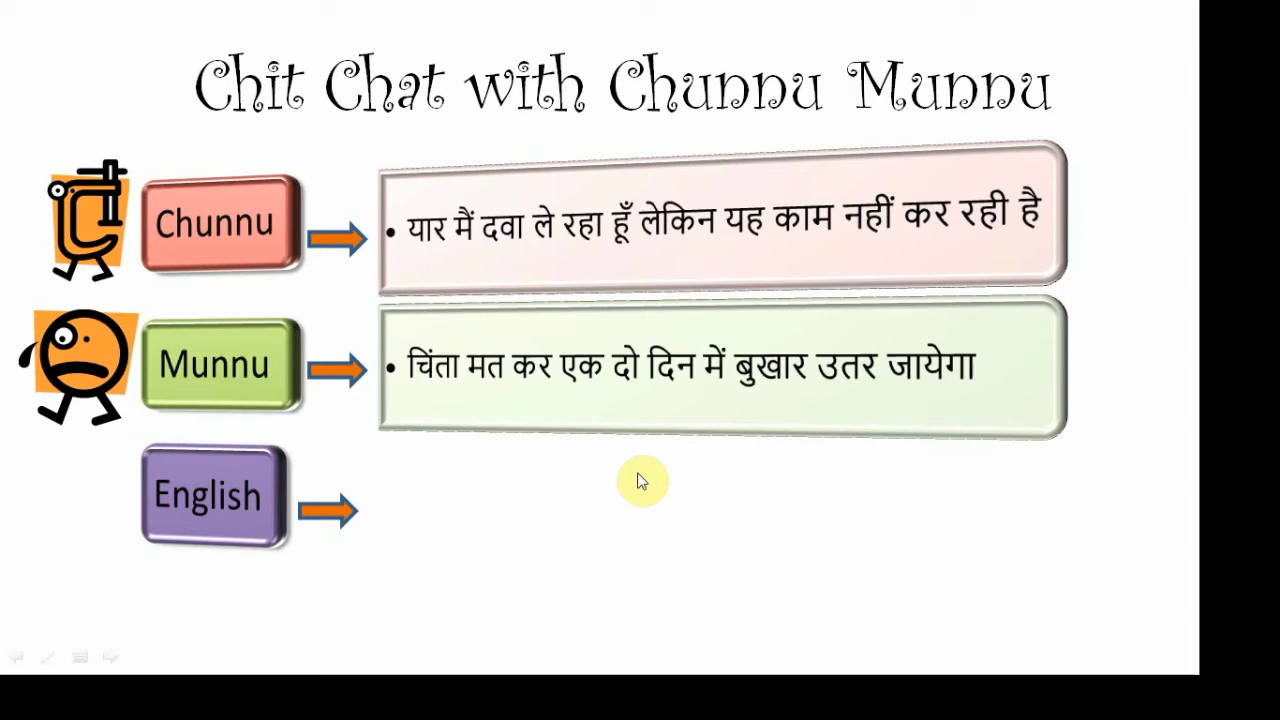 Chit Chat with Chunnu Munnu
Chunnu
• यार मैं दवा ले रहा हूँ लेकिन यह काम नहीं कर रही है
Munnu
• चिंता मत कर एक दो दिन में बुखार उतर जायेगा
English